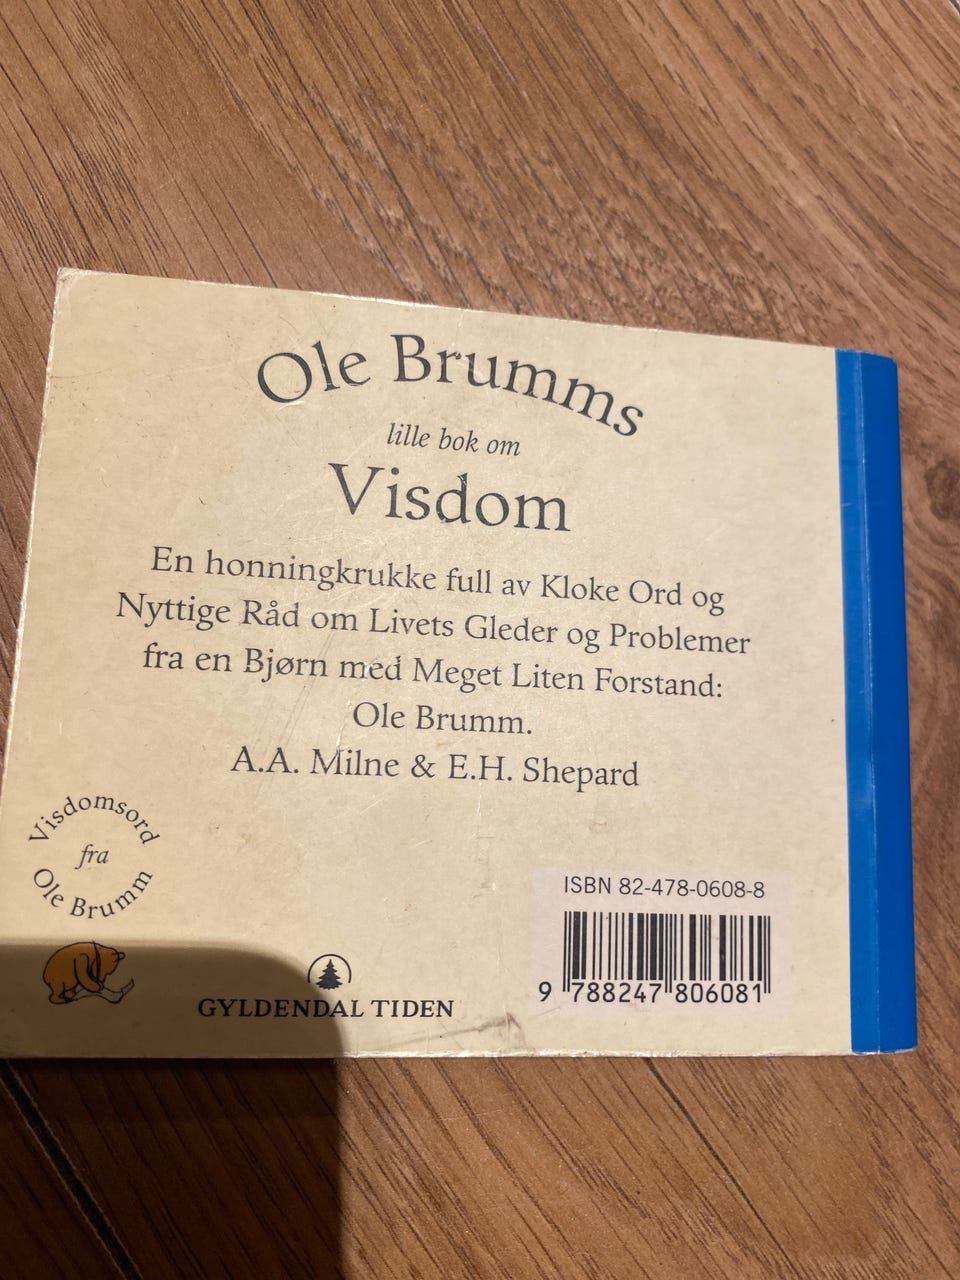 Ole Brumms
lille bok om
Visdom
En honningkrukke full av Kloke Ord og
Nyttige Råd om Livets Gleder og Problemer
fra en Bjørn med Meget Liten Forstand:
Ole Brumm.
A.A. Milne & E.H. Shepard
Visdomsord
fra
Ole Brumm
GYLDENDAL TIDEN
ISBN 82-478-0608-8
9 788247 806081